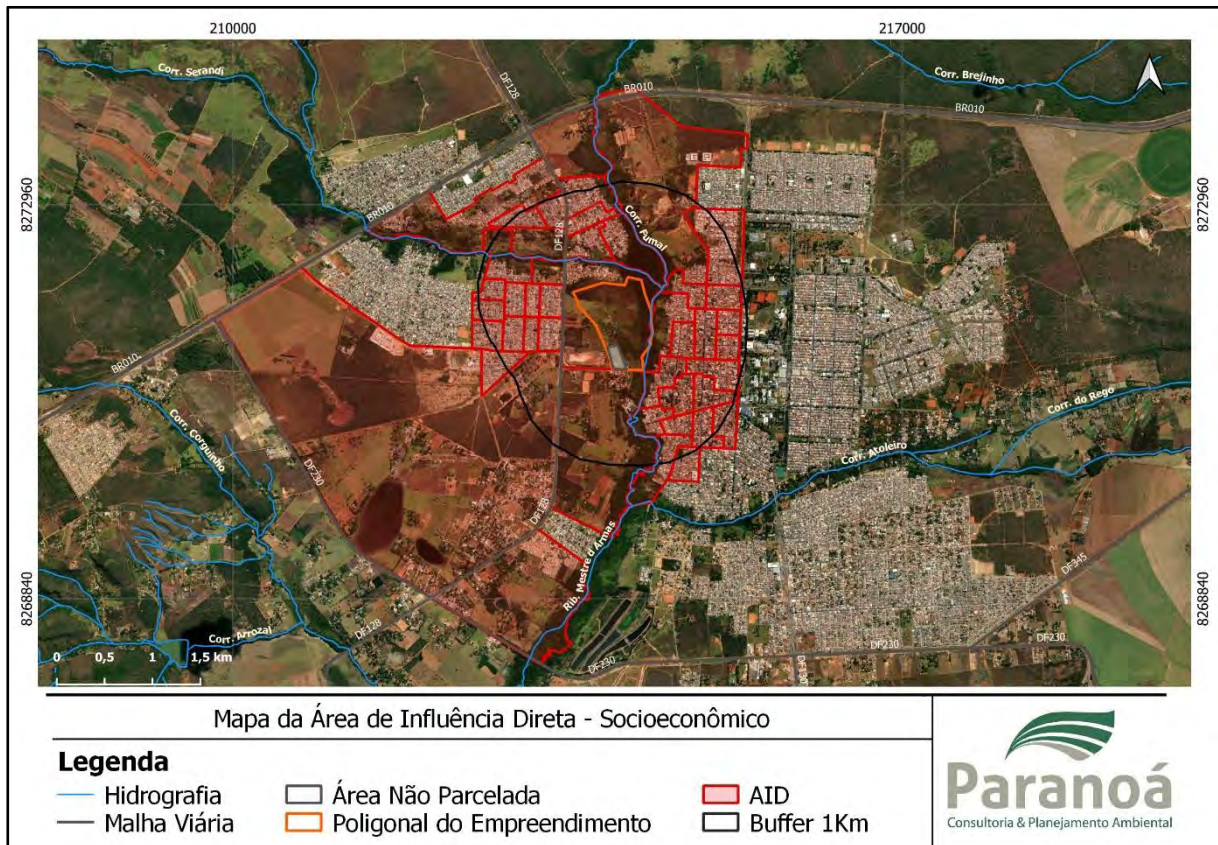 210000
217000
Corr. Serandi
DF128
BR010
Corr. Brejinho
BR010
8272960
8272960
BR010
Corr. Fumal
DF128
BR010
Corr. Corguinho
DF230
Corr. do Rego
Corr. Atoleiro
DF128
Rib. Mestre d'Armas
DF345
8268840
8268840
Corr. Arrozal
DF128
DF230
DF230
0 0,5 1 1,5 km
Mapa da Área de Influência Direta - Socioeconômico
Legenda
Hidrografia
Malha Viária
Área Não Parcelada
Poligonal do Empreendimento
AID
Buffer 1Km
Paranoá
Consultoria & Planejamento Ambiental